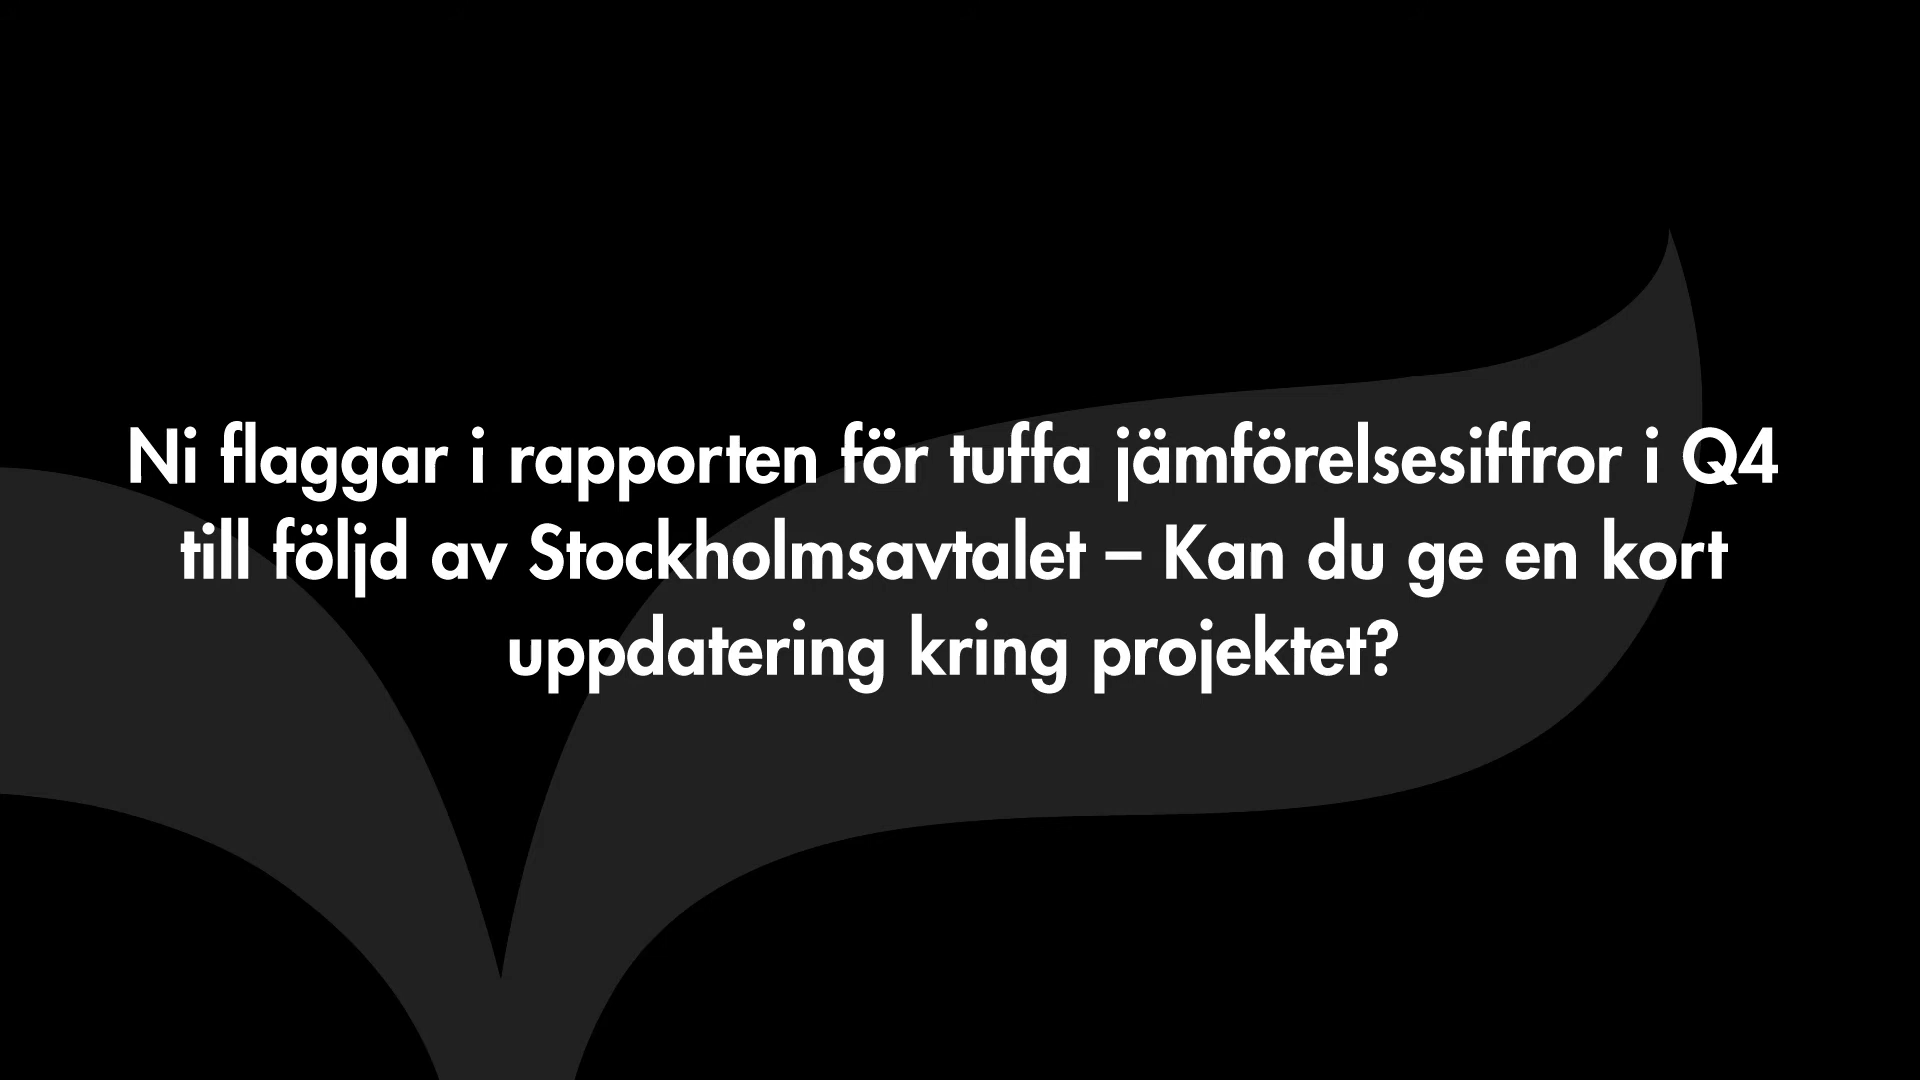 Ni flaggar i rapporten för tuffa jämförelsesiffror i Q4
till följd av Stockholmsavtalet – Kan du ge en kort
uppdatering kring projektet?